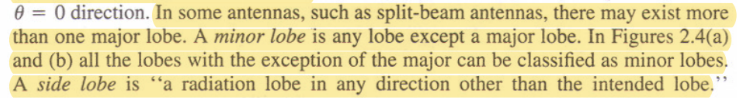 θ = 0 direction. In some antennas, such as split-beam antennas, there may exist more
than one major lobe. A minor lobe is any lobe except a major lobe. In Figures 2.4(a)
and (b) all the lobes with the exception of the major can be classified as minor lobes.
A side lobe is “a radiation lobe in any direction other than the intended lobe.”